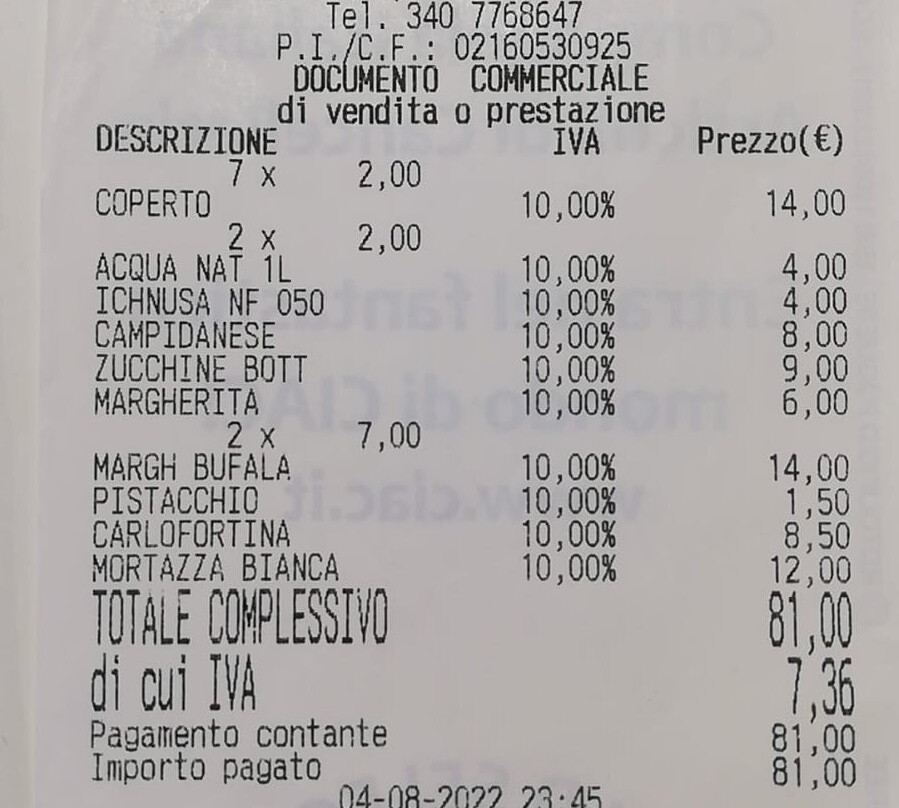 Tel. 340 7768647
P.I./C.F.: 02160530925
DOCUMENTO COMMERCIALE
di vendita o prestazione
DESCRIZIONE IVA Prezzo(€)
7 x 2,00
COPERTO 10,00% 14,00
2 x 2,00
ACQUA NAT 1L 10,00% 4,00
ICHNUSA NF 050 10,00% 4,00
CAMPIDANESE 10,00% 8,00
ZUCCHINE BOTT 10,00% 9,00
MARGHERITA 10,00% 6,00
2 x 7,00
MARGH BUFALA 10,00% 14,00
PISTACCHIO 10,00% 1,50
CARLOFORTINA 10,00% 8,50
MORTAZZA BIANCA 10,00% 12,00
TOTALE COMPLESSIVO 81,00
di cui IVA 7,36
Pagamento contante 81,00
Importo pagato 81,00
04-08-2022 23:45